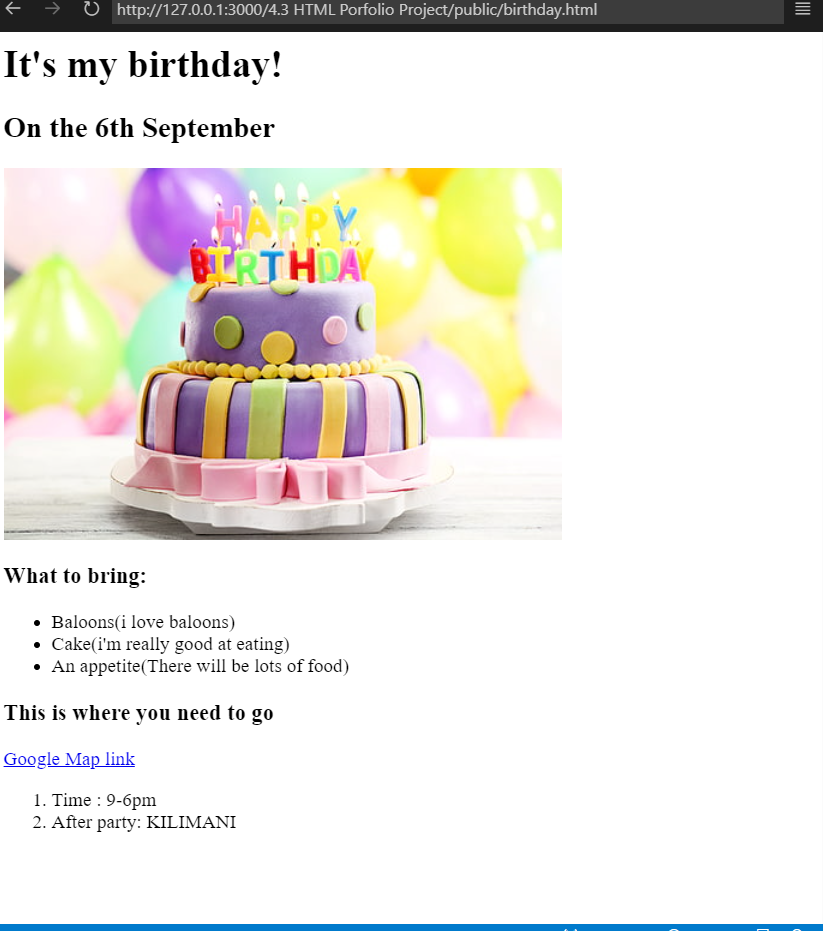 http://127.0.0.1:3000/4.3 HTML Porfolio Project/public/birthday.html
It's my birthday!
On the 6th September
HAPPY
BIRTHDAY
What to bring:
Baloons(i love baloons)
Cake(i'm really good at eating)
An appetite(There will be lots of food)
This is where you need to go
Google Map link
1. Time : 9-6pm
2. After party: KILIMANI